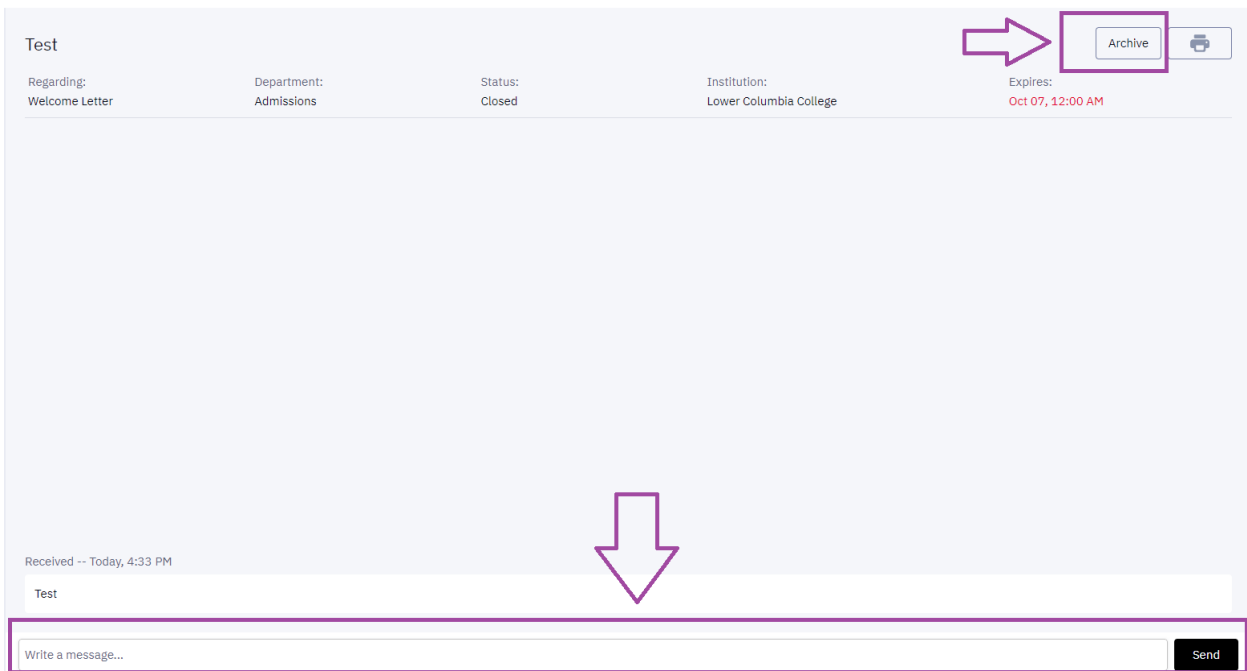 Test
Archive
Regarding: Department: Status: Institution: Expires:
Welcome Letter Admissions Closed Lower Columbia College Oct 07, 12:00 AM
Received -- Today, 4:33 PM
Test
Write a message...
Send